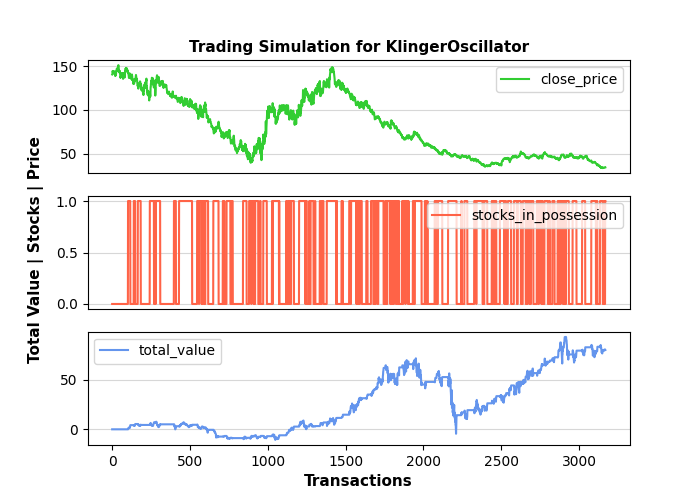 Trading Simulation for KlingerOscillator
150
100
50
close_price
1.0
0.5
0.0
stocks_in_possession
50
0
total_value
0
500
1000
1500
2000
2500
3000
Transactions
Total Value | Stocks | Price